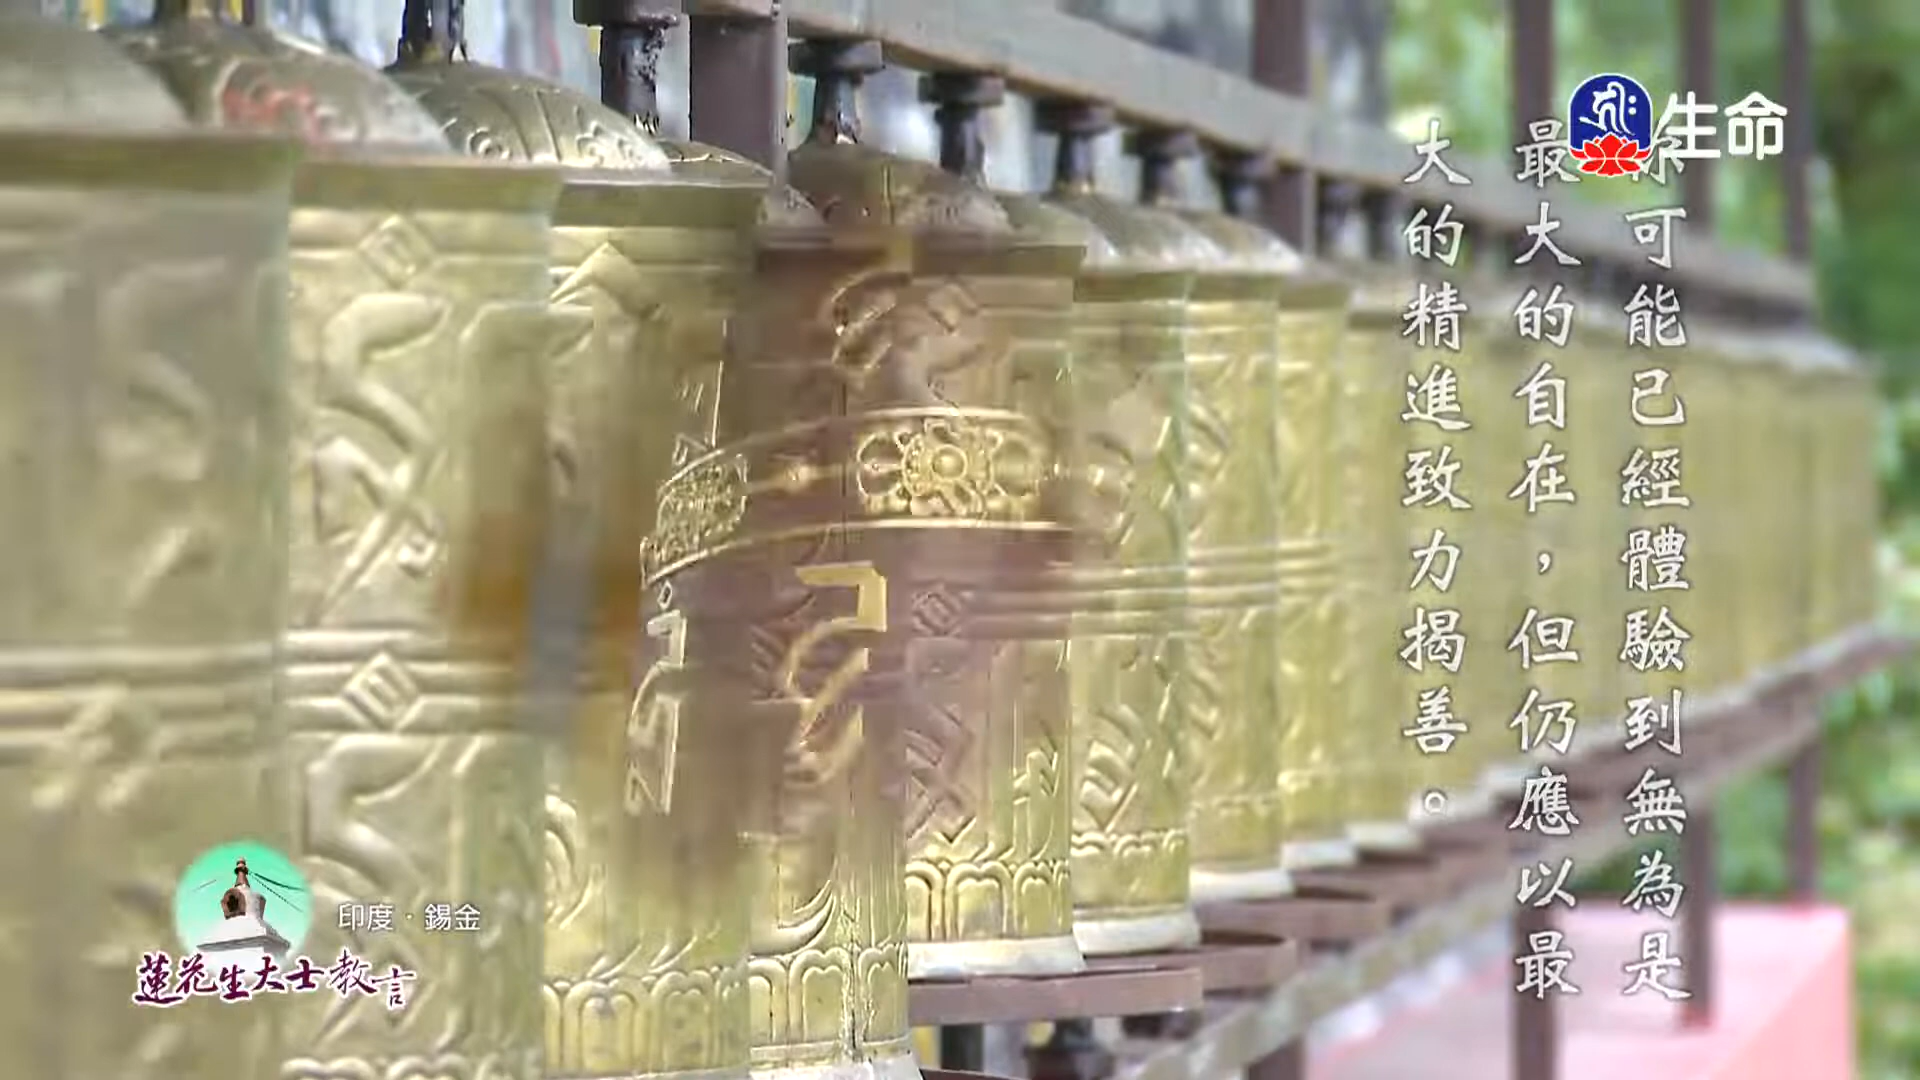 生命
你可能已經體驗到無為是
最大的自在，但仍應以最
大的精進致力揭善。
印度·錫金
蓮花生大士教言